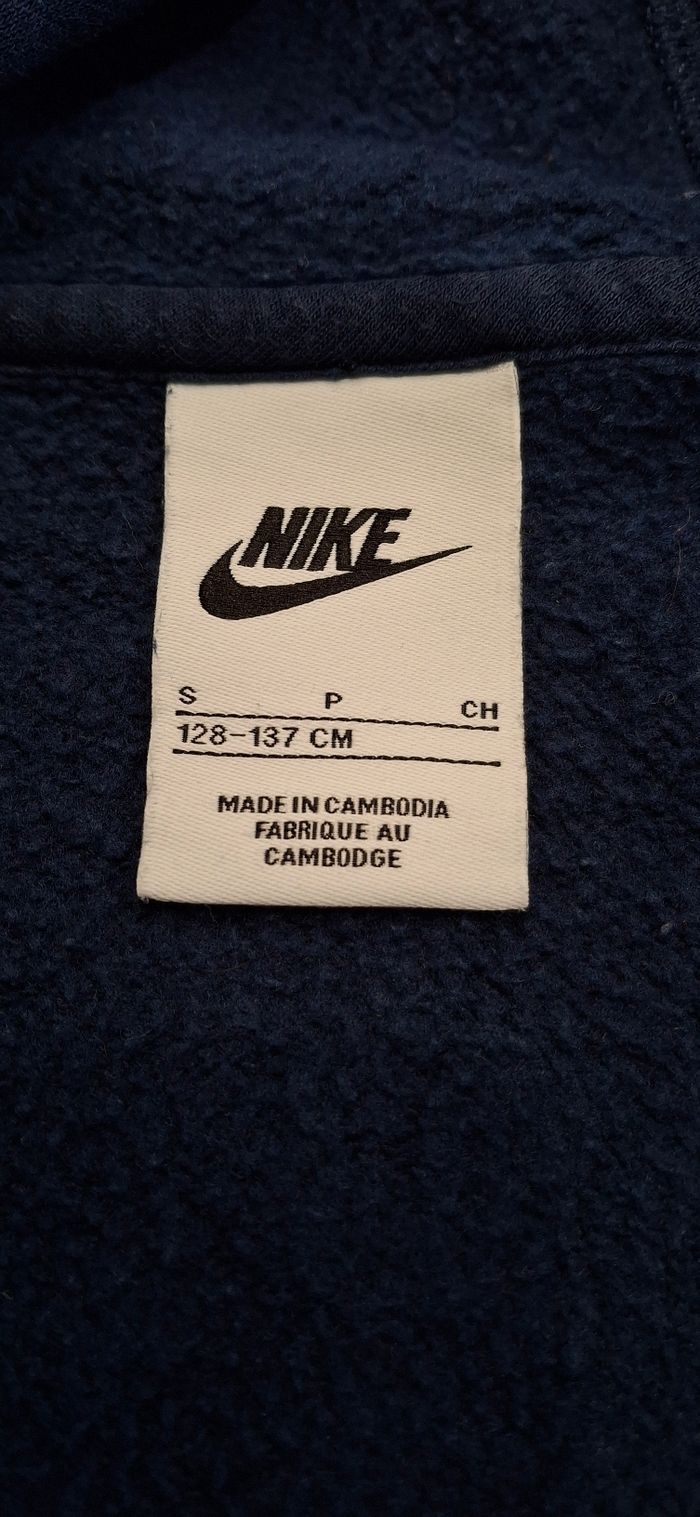 NIKE
S P CH
128-137 CM
MADE IN CAMBODIA
FABRIQUE AU
CAMBODGE